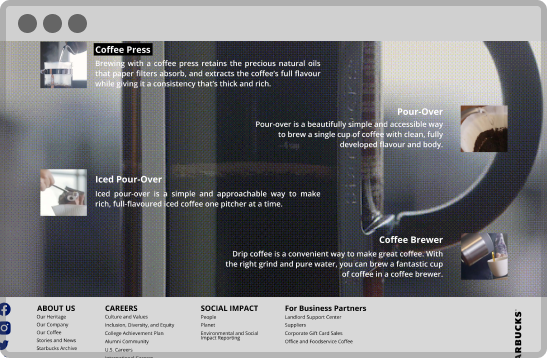 Coffee Press
Brewing with a coffee press retains the precious natural oils
that paper filters absorb, and extracts the coffee's full flavour
while giving it a consistency that's thick and rich.
Pour-Over
Pour-over is a beautifully simple and accessible way
to brew a single cup of coffee with clean, fully
developed flavour and body.
Iced Pour-Over
Iced pour-over is a simple and approachable way to make
rich, full-flavoured iced coffee one pitcher at a time.
Coffee Brewer
Drip coffee is a convenient way to make great coffee. With
the right grind and pure water, you can brew a fantastic cup
of coffee in a coffee brewer.
ABOUT US
Our Heritage
Our Company
Our Coffee
Stories and News
Starbucks Archive
CAREERS
Culture and Values
Inclusion, Diversity, and Equity
College Achievement Plan
Alumni Community
U.S. Careers
SOCIAL IMPACT
People
Planet
Environmental and Social
Impact Reporting
For Business Partners
Landlord Support Center
Suppliers
Corporate Gift Card Sales
Office and Foodservice Coffee
ARBUCKS